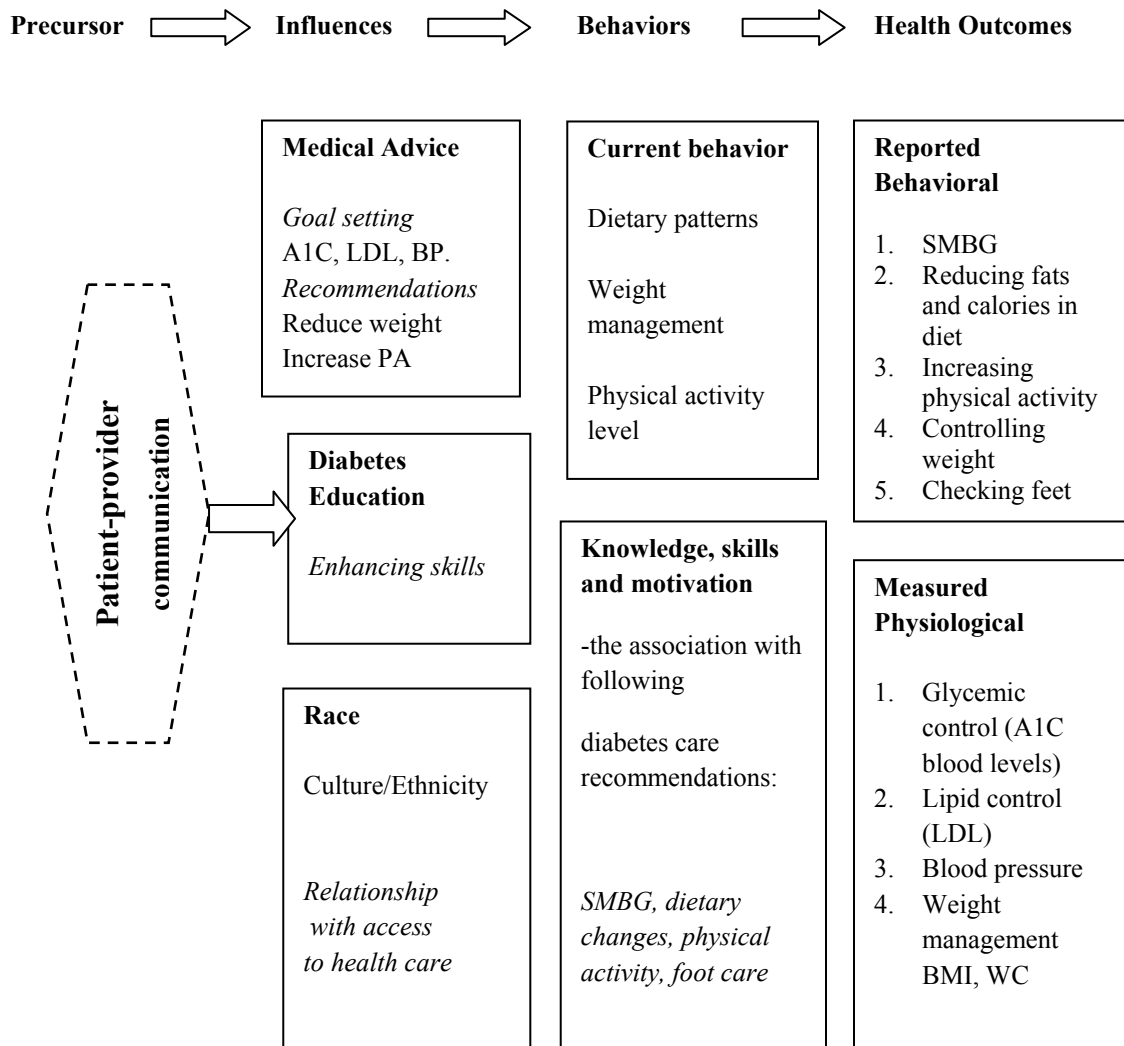 Precursor Influences Behaviors Health Outcomes
Patient-provider
communication
Medical Advice
Goal setting
A1C, LDL, BP.
Recommendations
Reduce weight
Increase PA
Diabetes
Education
Enhancing skills
Race
Culture/Ethnicity
Relationship
with access
to health care
Current behavior
Dietary patterns
Weight
management
Physical activity
level
Knowledge, skills
and motivation
-the association with
following
diabetes care
recommendations:
SMBG, dietary
changes, physical
activity, foot care
Reported
Behavioral
1. SMBG
2. Reducing fats
and calories in
diet
3. Increasing
physical activity
4. Controlling
weight
5. Checking feet
Measured
Physiological
1. Glycemic
control (A1C
blood levels)
2. Lipid control
(LDL)
3. Blood pressure
4. Weight
management
BMI, WC